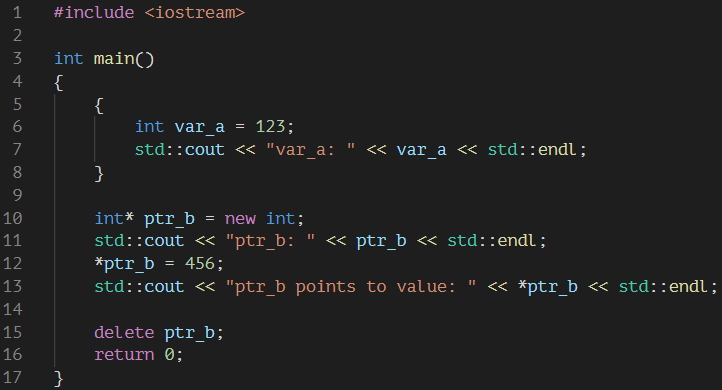 1 #include <iostream>
2
3 int main()
4 {
5     {
6         int var_a = 123;
7         std::cout << "var_a: " << var_a << std::endl;
8     }
9
10     int* ptr_b = new int;
11     std::cout << "ptr_b: " << ptr_b << std::endl;
12     *ptr_b = 456;
13     std::cout << "ptr_b points to value: " << *ptr_b << std::endl;
14
15     delete ptr_b;
16     return 0;
17 }